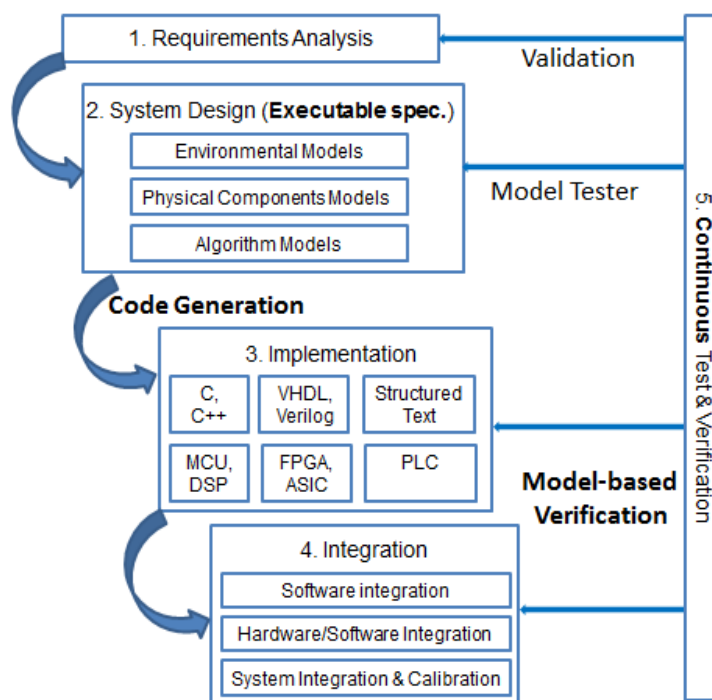 1. Requirements Analysis
Validation
2. System Design (Executable spec.)
Environmental Models
Physical Components Models
Algorithm Models
Model Tester
Code Generation
3. Implementation
C,
C++
VHDL,
Verilog
Structured
Text
MCU,
DSP
FPGA,
ASIC
PLC
Model-based
Verification
4. Integration
Software integration
Hardware/Software Integration
System Integration & Calibration
5. Continuous Test & Verification